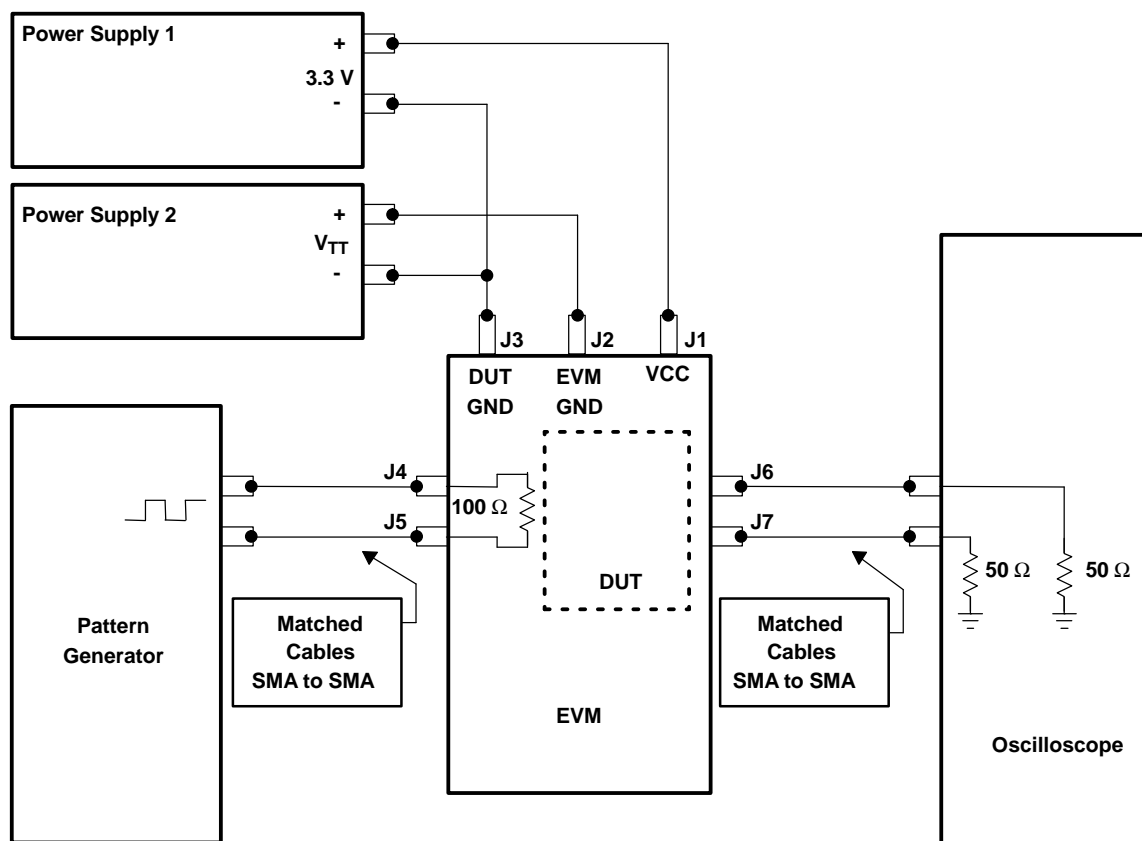 Power Supply 1
+
3.3 V
-
Power Supply 2
+
VTT
-
J3
J2
J1
DUT
GND
EVM
GND
VCC
J4
J5
100 Ω
J6
J7
DUT
50 Ω
50 Ω
Pattern
Generator
Matched
Cables
SMA to SMA
Matched
Cables
SMA to SMA
EVM
Oscilloscope